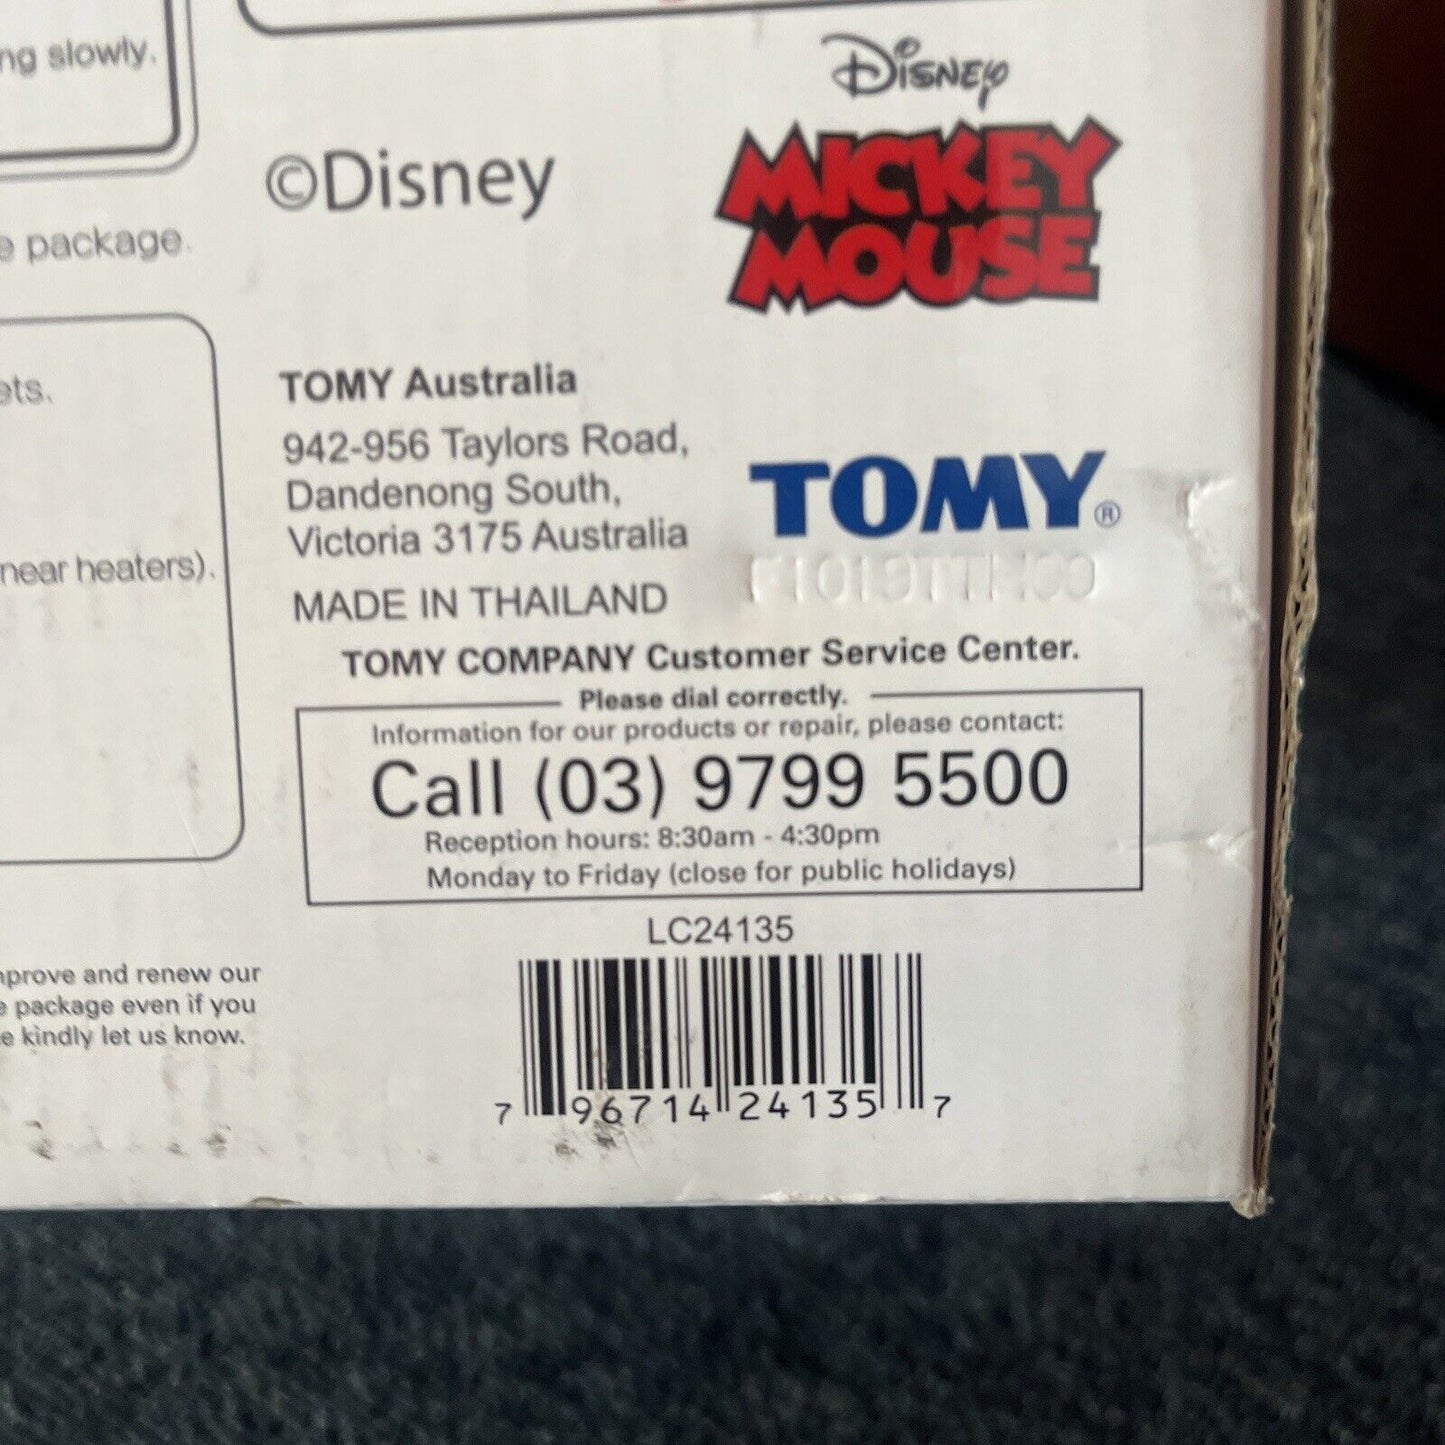 ng slowly.
e package.
ets.
near heaters).
mprove and renew our
e package even if you
e kindly let us know.
©Disney
Disney
MICKEY
MOUSE
TOMY Australia
942-956 Taylors Road,
Dandenong South,
Victoria 3175 Australia
MADE IN THAILAND
TOMY®
TOMY COMPANY Customer Service Center.
Please dial correctly.
Information for our products or repair, please contact:
Call (03) 9799 5500
Reception hours: 8:30am - 4:30pm
Monday to Friday (close for public holidays)
LC24135
7 96714 24135 7